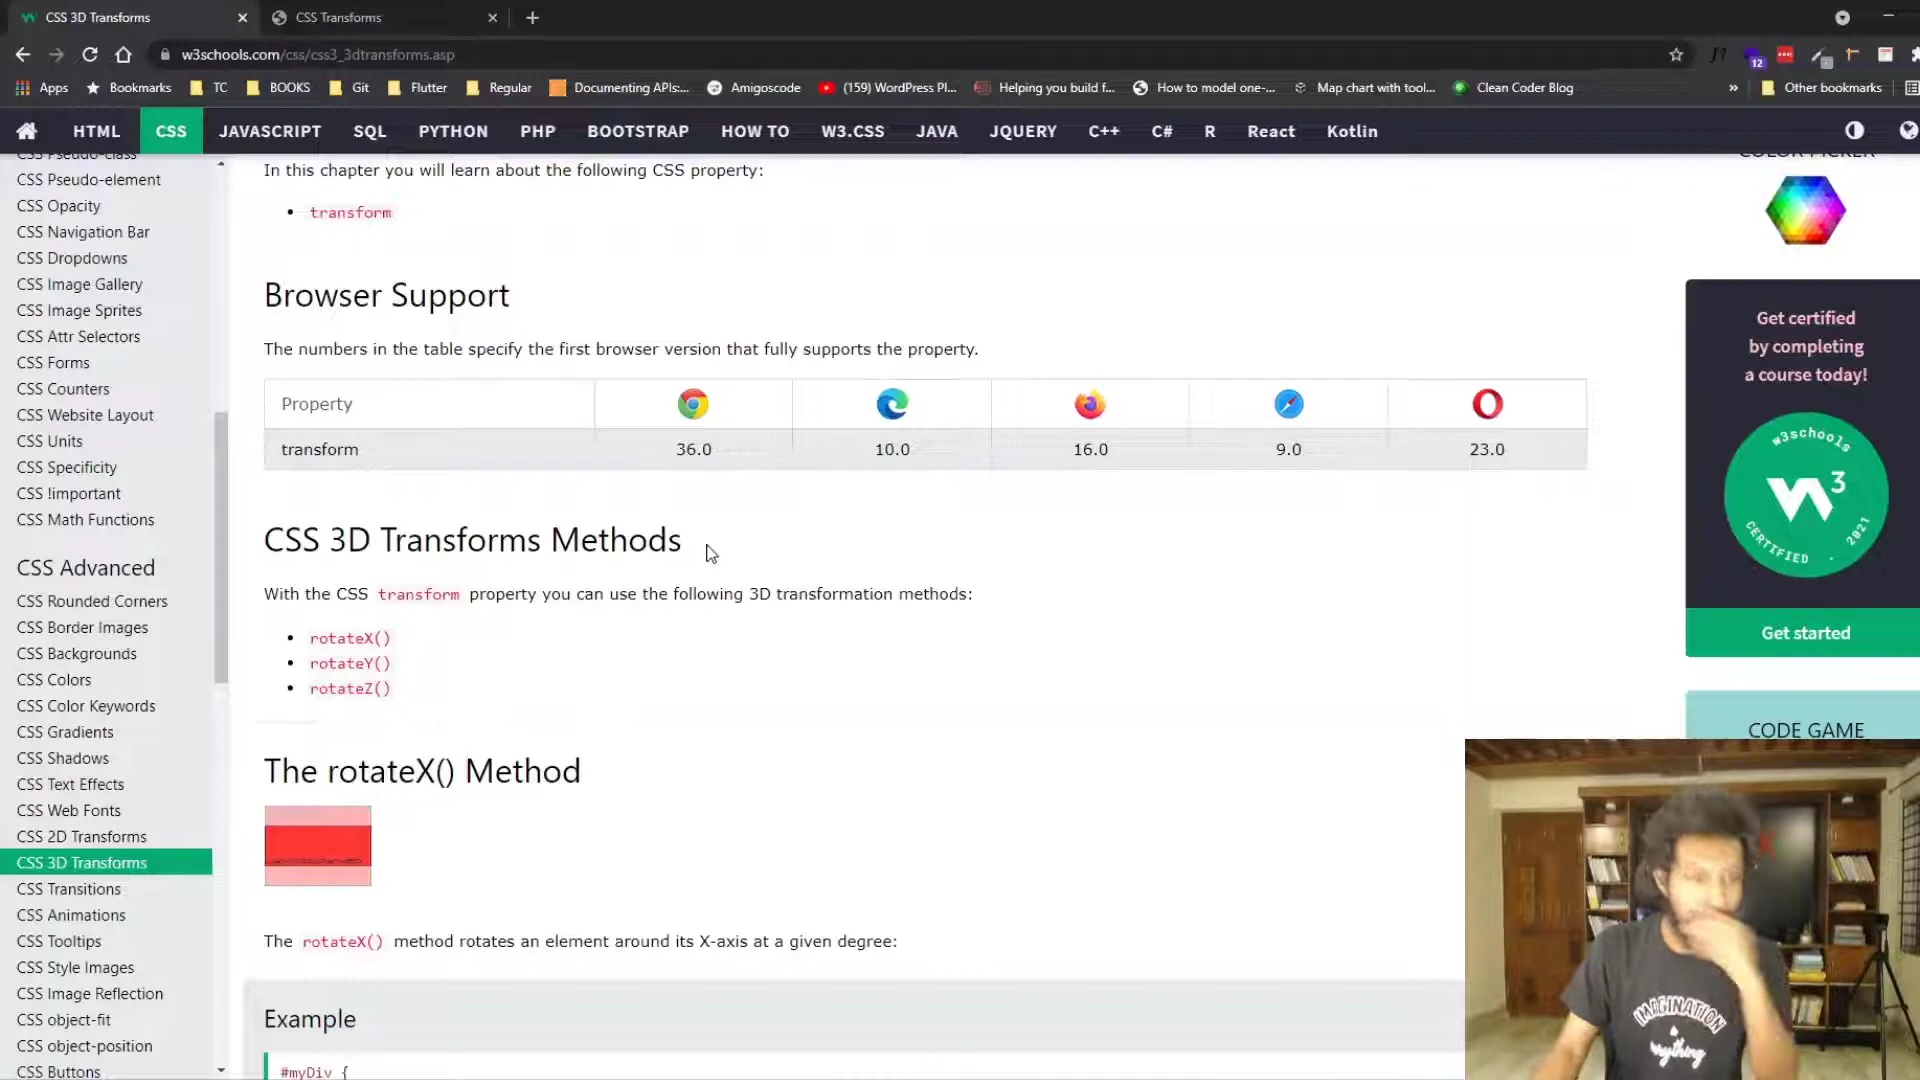 CSS 3D Transforms
CSS Transforms
w3schools.com/css/css3_3dtransforms.asp
12
Apps
Bookmarks
TC
BOOKS
Git
Flutter
Regular
Documenting APIs:...
Amigoscode
(159) WordPress Pl...
Helping you build f...
How to model one-...
Map chart with tool...
Clean Coder Blog
»
Other bookmarks
HTML
CSS
JAVASCRIPT
SQL
PYTHON
PHP
BOOTSTRAP
HOW TO
W3.CSS
JAVA
JQUERY
C++
C#
R
React
Kotlin
CSS Pseudo-class
CSS Pseudo-element
CSS Opacity
CSS Navigation Bar
CSS Dropdowns
CSS Image Gallery
CSS Image Sprites
CSS Attr Selectors
CSS Forms
CSS Counters
CSS Website Layout
CSS Units
CSS Specificity
CSS !important
CSS Math Functions
CSS Advanced
CSS Rounded Corners
CSS Border Images
CSS Backgrounds
CSS Colors
CSS Color Keywords
CSS Gradients
CSS Shadows
CSS Text Effects
CSS Web Fonts
CSS 2D Transforms
CSS 3D Transforms
CSS Transitions
CSS Animations
CSS Tooltips
CSS Style Images
CSS Image Reflection
CSS object-fit
CSS object-position
CSS Buttons
In this chapter you will learn about the following CSS property:
• transform
Browser Support
The numbers in the table specify the first browser version that fully supports the property.
Property
transform 36.0 10.0 16.0 9.0 23.0
CSS 3D Transforms Methods
With the CSS transform property you can use the following 3D transformation methods:
• rotateX()
• rotateY()
• rotateZ()
The rotateX() Method
The rotateX() method rotates an element around its X-axis at a given degree:
Example
#myDiv {
COLOR PICKER
Get certified
by completing
a course today!
w3schools
W3
CERTIFIED . 2021
Get started
CODE GAME
IMAGINATION
is
everything